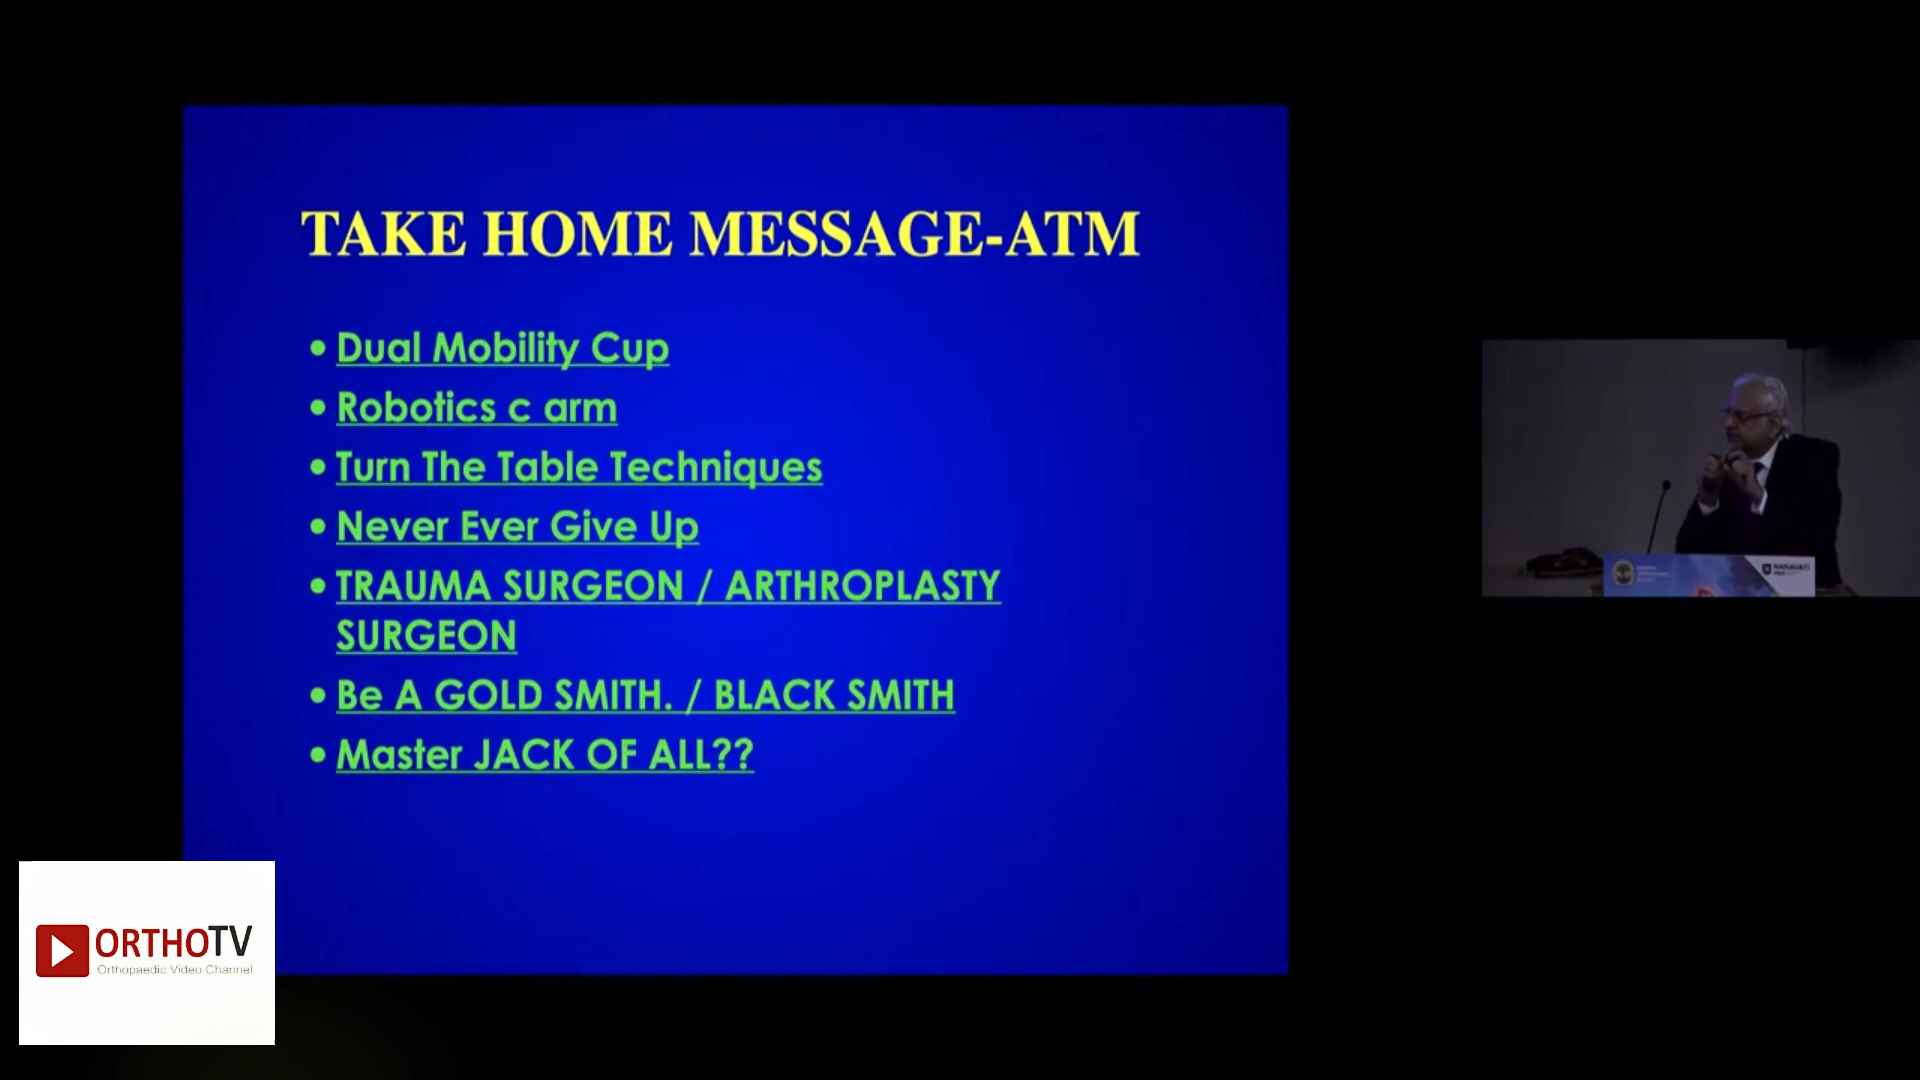 TAKE HOME MESSAGE-ATM
• Dual Mobility Cup
• Robotics c arm
• Turn The Table Techniques
• Never Ever Give Up
• TRAUMA SURGEON / ARTHROPLASTY
SURGEON
• Be A GOLD SMITH. / BLACK SMITH
• Master JACK OF ALL??
NANAVATI
ORTHOTV
Orthopaedic Video Channel